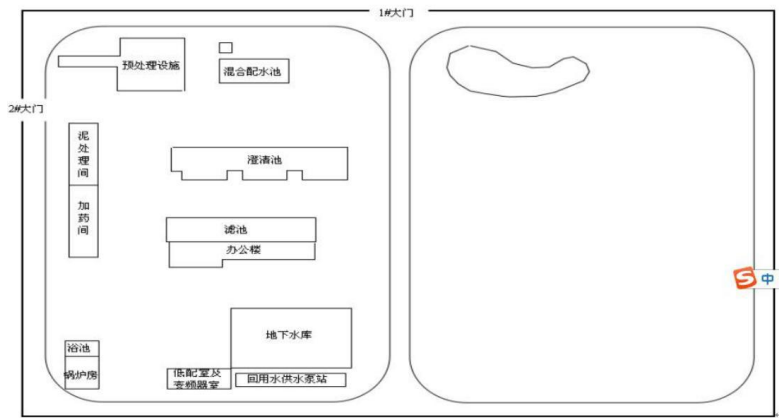 1#大门
预处理设施
混合配水池
2#大门
泥处理间
澄清池
加药间
滤池
办公楼
地下水库
浴池
锅炉房
低配室及
变频器室
回用水供水泵站
S 中